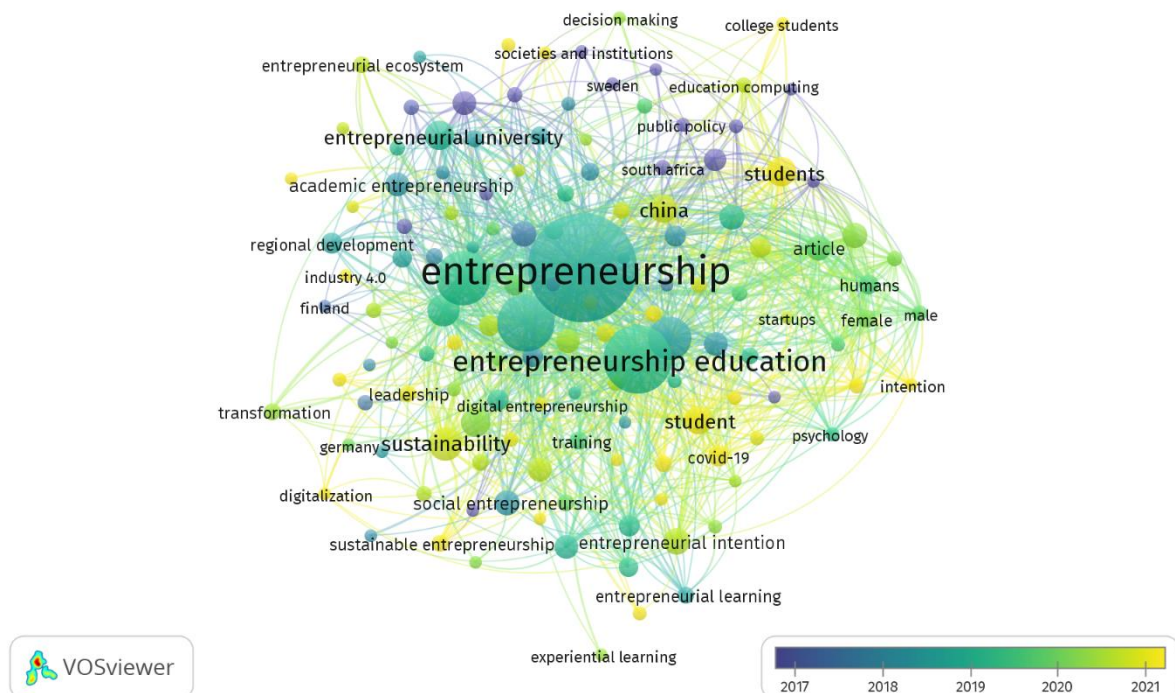 decision making
college students
societies and institutions
entrepreneurial ecosystem
sweden
education computing
public policy
entrepreneurial university
south africa
students
academic entrepreneurship
china
regional development
article
entrepreneurship
industry 4.0
humans
finland
startups
female
male
entrepreneurship education
intention
leadership
digital entrepreneurship
transformation
student
psychology
germany
sustainability
training
covid-19
digitalization
social entrepreneurship
sustainable entrepreneurship
entrepreneurial intention
entrepreneurial learning
experiential learning
VOSviewer
2017 2018 2019 2020 2021